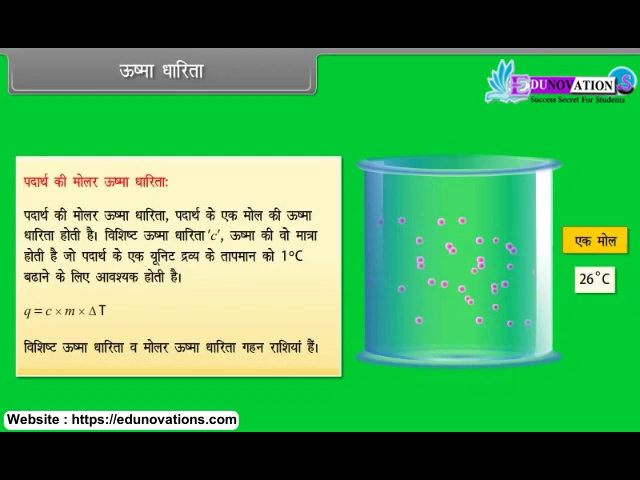 ऊष्मा धारिता
EDUNOVATIONS
Success Secret For Students
पदार्थ की मोलर ऊष्मा धारिता:
पदार्थ की मोलर ऊष्मा धारिता, पदार्थ के एक मोल की ऊष्मा
धारिता होती है। विशिष्ट ऊष्मा धारिता 'c', ऊष्मा की वो मात्रा
होती है जो पदार्थ के एक यूनिट द्रव्य के तापमान को 1°C
बढाने के लिए आवश्यक होती है।
q = c × m × Δ T
विशिष्ट ऊष्मा धारिता व मोलर ऊष्मा धारिता गहन राशियां हैं।
एक मोल
26°C
Website : https://edunovations.com/